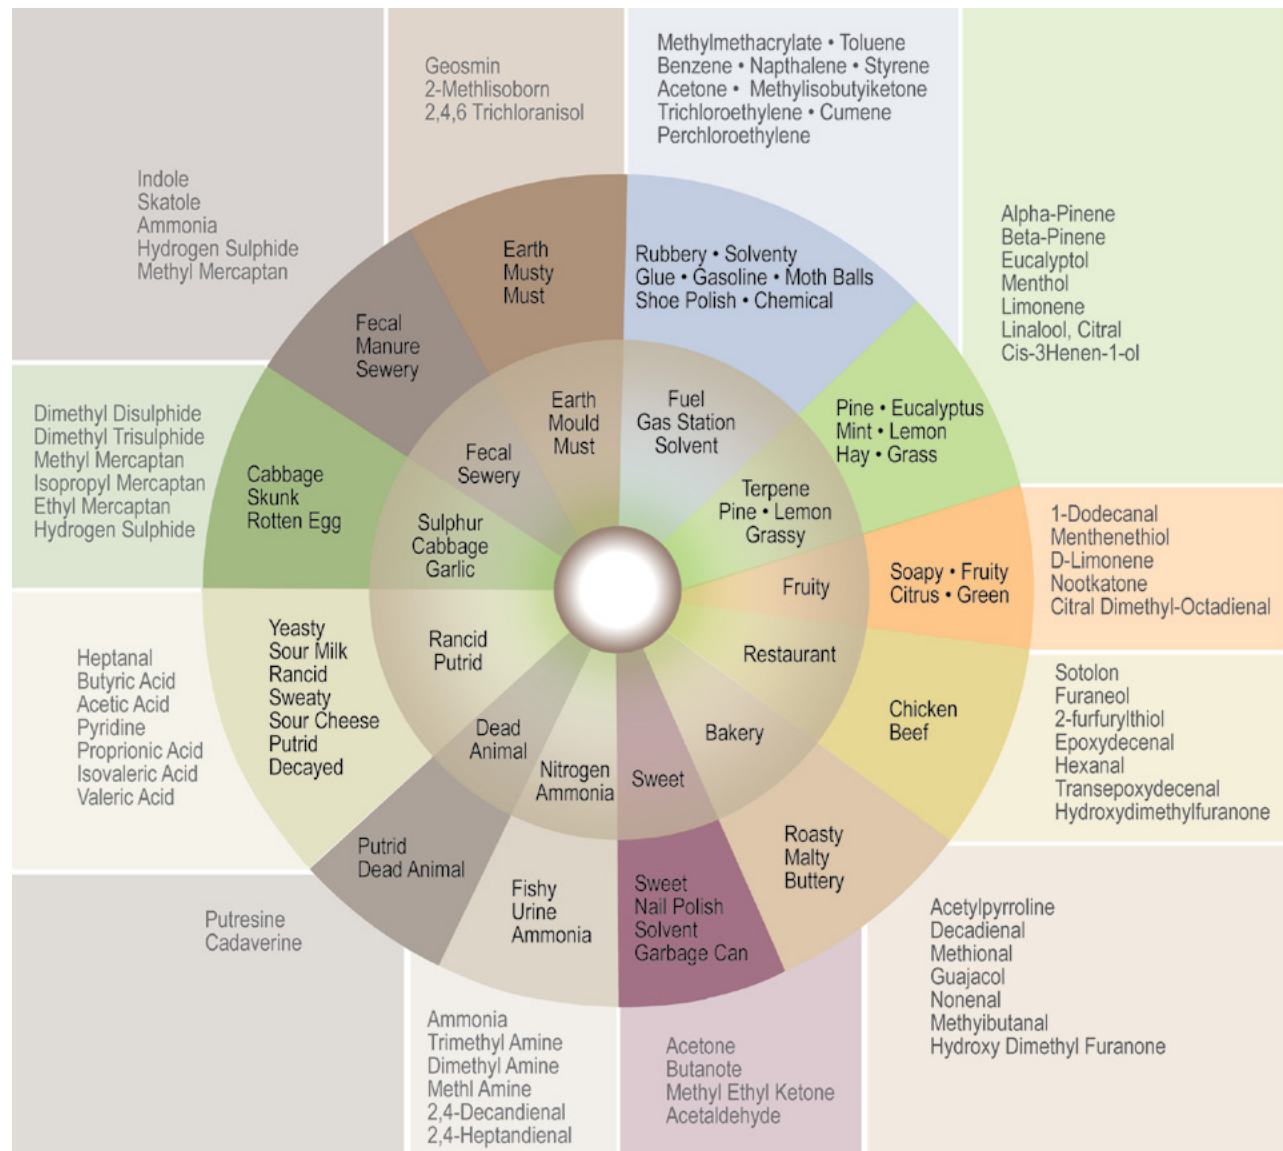 Geosmin
2-Methlisoborn
2,4,6 Trichloranisol
Methylmethacrylate • Toluene
Benzene • Napthalene • Styrene
Acetone • Methylisobutyiketone
Trichloroethylene • Cumene
Perchloroethylene
Indole
Skatole
Ammonia
Hydrogen Sulphide
Methyl Mercaptan
Alpha-Pinene
Beta-Pinene
Eucalyptol
Menthol
Limonene
Linalool, Citral
Cis-3Henen-1-ol
Earth
Musty
Must
Rubbery • Solventy
Glue • Gasoline • Moth Balls
Shoe Polish • Chemical
Fecal
Manure
Sewery
Pine • Eucalyptus
Mint • Lemon
Hay • Grass
Earth
Mould
Must
Fuel
Gas Station
Solvent
Fecal
Sewery
Terpene
Pine • Lemon
Grassy
Dimethyl Disulphide
Dimethyl Trisulphide
Methyl Mercaptan
Isopropyl Mercaptan
Ethyl Mercaptan
Hydrogen Sulphide
Cabbage
Skunk
Rotten Egg
Sulphur
Cabbage
Garlic
Fruity
Soapy • Fruity
Citrus • Green
1-Dodecanal
Menthenethiol
D-Limonene
Nootkatone
Citral Dimethyl-Octadienal
Heptanal
Butyric Acid
Acetic Acid
Pyridine
Proprionic Acid
Isovaleric Acid
Valeric Acid
Yeasty
Sour Milk
Rancid
Sweaty
Sour Cheese
Putrid
Decayed
Rancid
Putrid
Restaurant
Chicken
Beef
Sotolon
Furaneol
2-furfurylthiol
Epoxydecenal
Hexanal
Transepoxydecenal
Hydroxydimethylfuranone
Dead
Animal
Nitrogen
Ammonia
Sweet
Bakery
Putrid
Dead Animal
Fishy
Urine
Ammonia
Sweet
Nail Polish
Solvent
Garbage Can
Roasty
Malty
Buttery
Putresine
Cadaverine
Ammonia
Trimethyl Amine
Dimethyl Amine
Methl Amine
2,4-Decandienal
2,4-Heptandienal
Acetone
Butanote
Methyl Ethyl Ketone
Acetaldehyde
Acetylpyrroline
Decadienal
Methional
Guajacol
Nonenal
Methyibutanal
Hydroxy Dimethyl Furanone